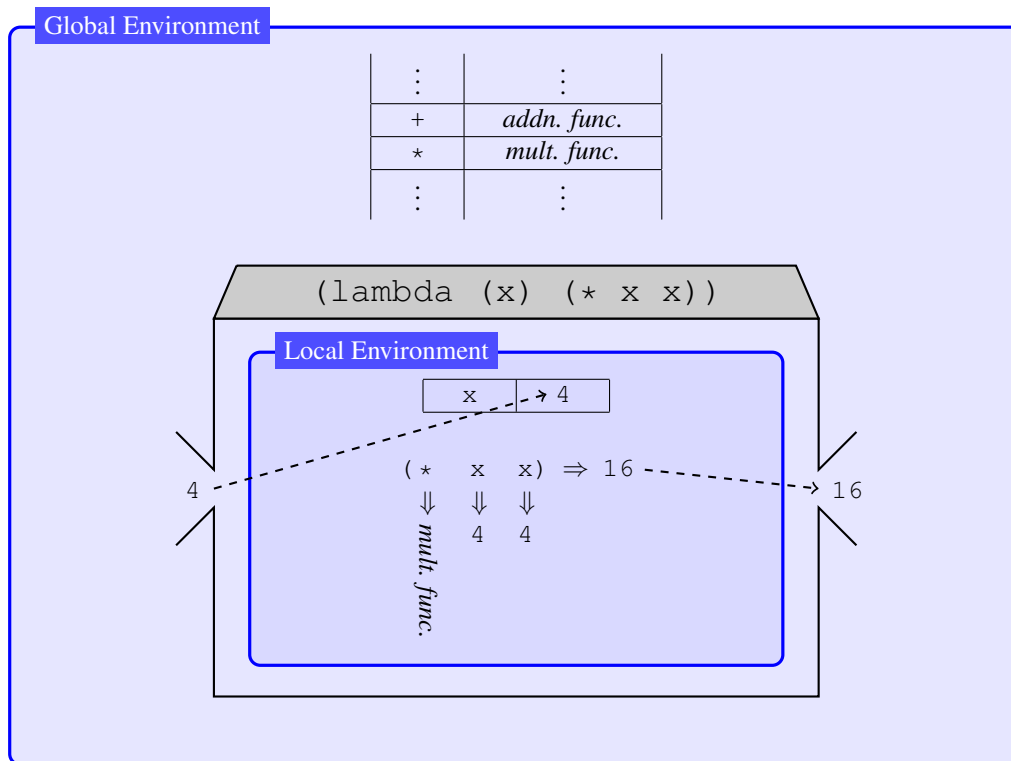 Global Environment
⋮ ⋮
+ addn. func.
* mult. func.
⋮ ⋮
(lambda (x) (* x x))
Local Environment
x 4
(* x x) ⇒ 16
4 16
⇓ ⇓ ⇓
mult. func. 4 4